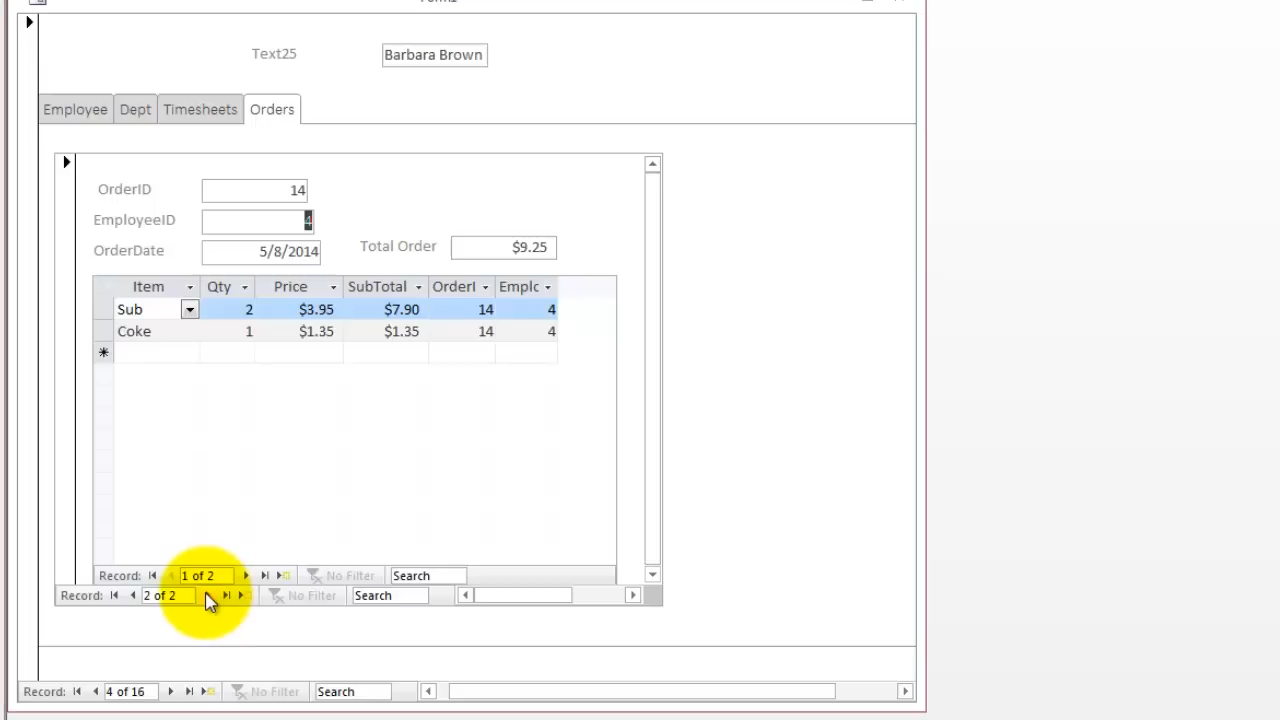 Text25 Barbara Brown
Employee Dept Timesheets Orders
OrderID 14
EmployeeID 4
OrderDate 5/8/2014 Total Order $9.25
Item Qty Price SubTotal OrderI Emplc
Sub 2 $3.95 $7.90 14 4
Coke 1 $1.35 $1.35 14 4
Record: 1 of 2 No Filter Search
Record: 2 of 2 No Filter Search
Record: 4 of 16 No Filter Search